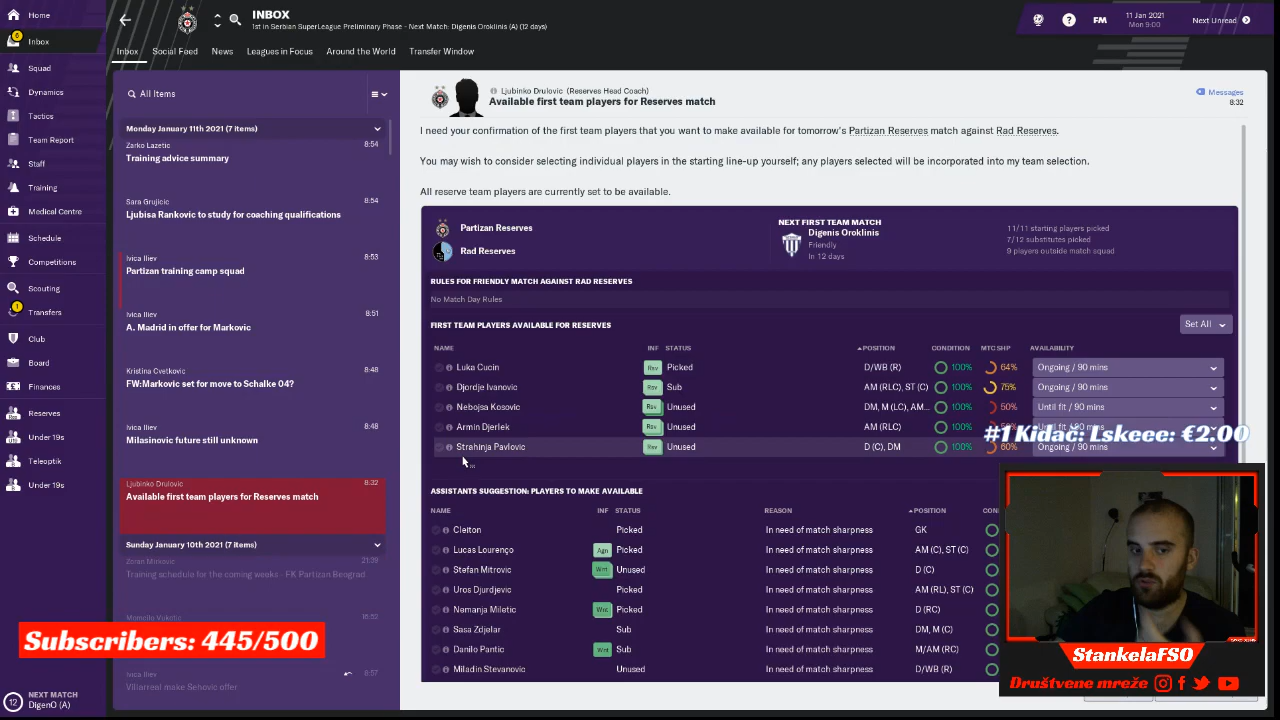 Home
6
Inbox
Squad
Dynamics
Tactics
Team Report
Staff
Training
Medical Centre
Schedule
Competitions
Scouting
1
Transfers
Club
Board
Finances
Reserves
Under 19s
Teleoptik
Under 19s
12
NEXT MATCH
DigenO (A)
INBOX
1st in Serbian SuperLeague Preliminary Phase - Next Match: Digenis Oroklinis (A) (12 days)
FM
11 Jan 2021
Mon 9:00
Next Unread
Inbox
Social Feed
News
Leagues in Focus
Around the World
Transfer Window
All Items
Monday January 11th 2021 (7 items)
Zarko Lazetic 8:54
Training advice summary
Sara Grujicic 8:54
Ljubisa Rankovic to study for coaching qualifications
Ivica Iliev 8:53
Partizan training camp squad
Ivica Iliev 8:51
A. Madrid in offer for Markovic
Kristina Cvetkovic 8:48
FW:Markovic set for move to Schalke 04?
Ivica Iliev 8:48
Milasinovic future still unknown
Ljubinko Drulovic 8:32
Available first team players for Reserves match
Sunday January 10th 2021 (7 items)
Zoran Mirkovic 21:39
Training schedule for the coming weeks - FK Partizan Beograd
Momcilo Vukotic 16:53
Ivica Iliev 8:57
Villarreal make Senovic offer
Ljubinko Drulovic (Reserves Head Coach)
Available first team players for Reserves match
Messages
8:32
I need your confirmation of the first team players that you want to make available for tomorrow's Partizan Reserves match against Rad Reserves.
You may wish to consider selecting individual players in the starting line-up yourself; any players selected will be incorporated into my team selection.
All reserve team players are currently set to be available.
Partizan Reserves
Rad Reserves
NEXT FIRST TEAM MATCH
Digenis Oroklinis
Friendly
In 12 days
11/11 starting players picked
7/12 substitutes picked
9 players outside match squad
RULES FOR FRIENDLY MATCH AGAINST RAD RESERVES
No Match Day Rules
FIRST TEAM PLAYERS AVAILABLE FOR RESERVES
Set All
NAME INF STATUS POSITION CONDITION MTC SHP AVAILABILITY
Luka Cucin Rsv Picked D/WB (R) 100% 64% Ongoing / 90 mins
Djordje Ivanovic Rsv Sub AM (RLC), ST (C) 100% 75% Ongoing / 90 mins
Nebojsa Kosovic Rsv Unused DM, M (LC), AM... 100% 50% Until fit / 90 mins
Armin Djerlek Rsv Unused AM (RLC) 100% Until fit / 90 mins
Strahinja Pavlovic Rsv Unused D (C), DM 100% 60% Ongoing / 90 mins
#1 Kidac: Lskeee: €2.00
ASSISTANTS SUGGESTION: PLAYERS TO MAKE AVAILABLE
NAME INF STATUS REASON POSITION
Cleiton Picked In need of match sharpness GK
Lucas Lourenço Agn Picked In need of match sharpness AM (C), ST (C)
Stefan Mitrovic Wnt Unused In need of match sharpness D (C)
Uros Djurdjevic Picked In need of match sharpness AM (RL), ST (C)
Nemanja Miletic Wnt Picked In need of match sharpness D (RC)
Sasa Zdjelar Sub In need of match sharpness DM, M (C)
Danilo Pantic Wnt Sub In need of match sharpness M/AM (RC)
Miladin Stevanovic Unused In need of match sharpness D/WB (R)
Subscribers: 445/500
StankelaFSO
Društvene mreže